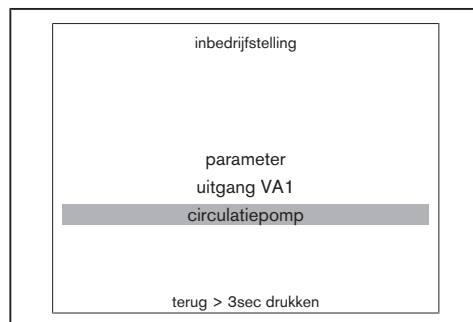 inbedrijfstelling
parameter
uitgang VA1
circulatiepomp
terug > 3sec drukken